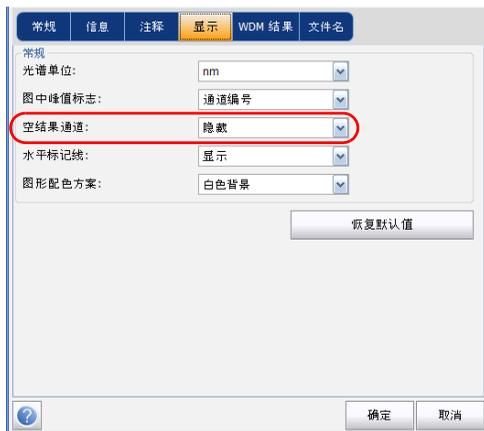 常规 信息 注释 显示 WDM 结果 文件名
常规
光谱单位: nm
图中峰值标志: 通道编号
空结果通道: 隐藏
水平标记线: 显示
图形配色方案: 白色背景
恢复默认值
? 确定 取消